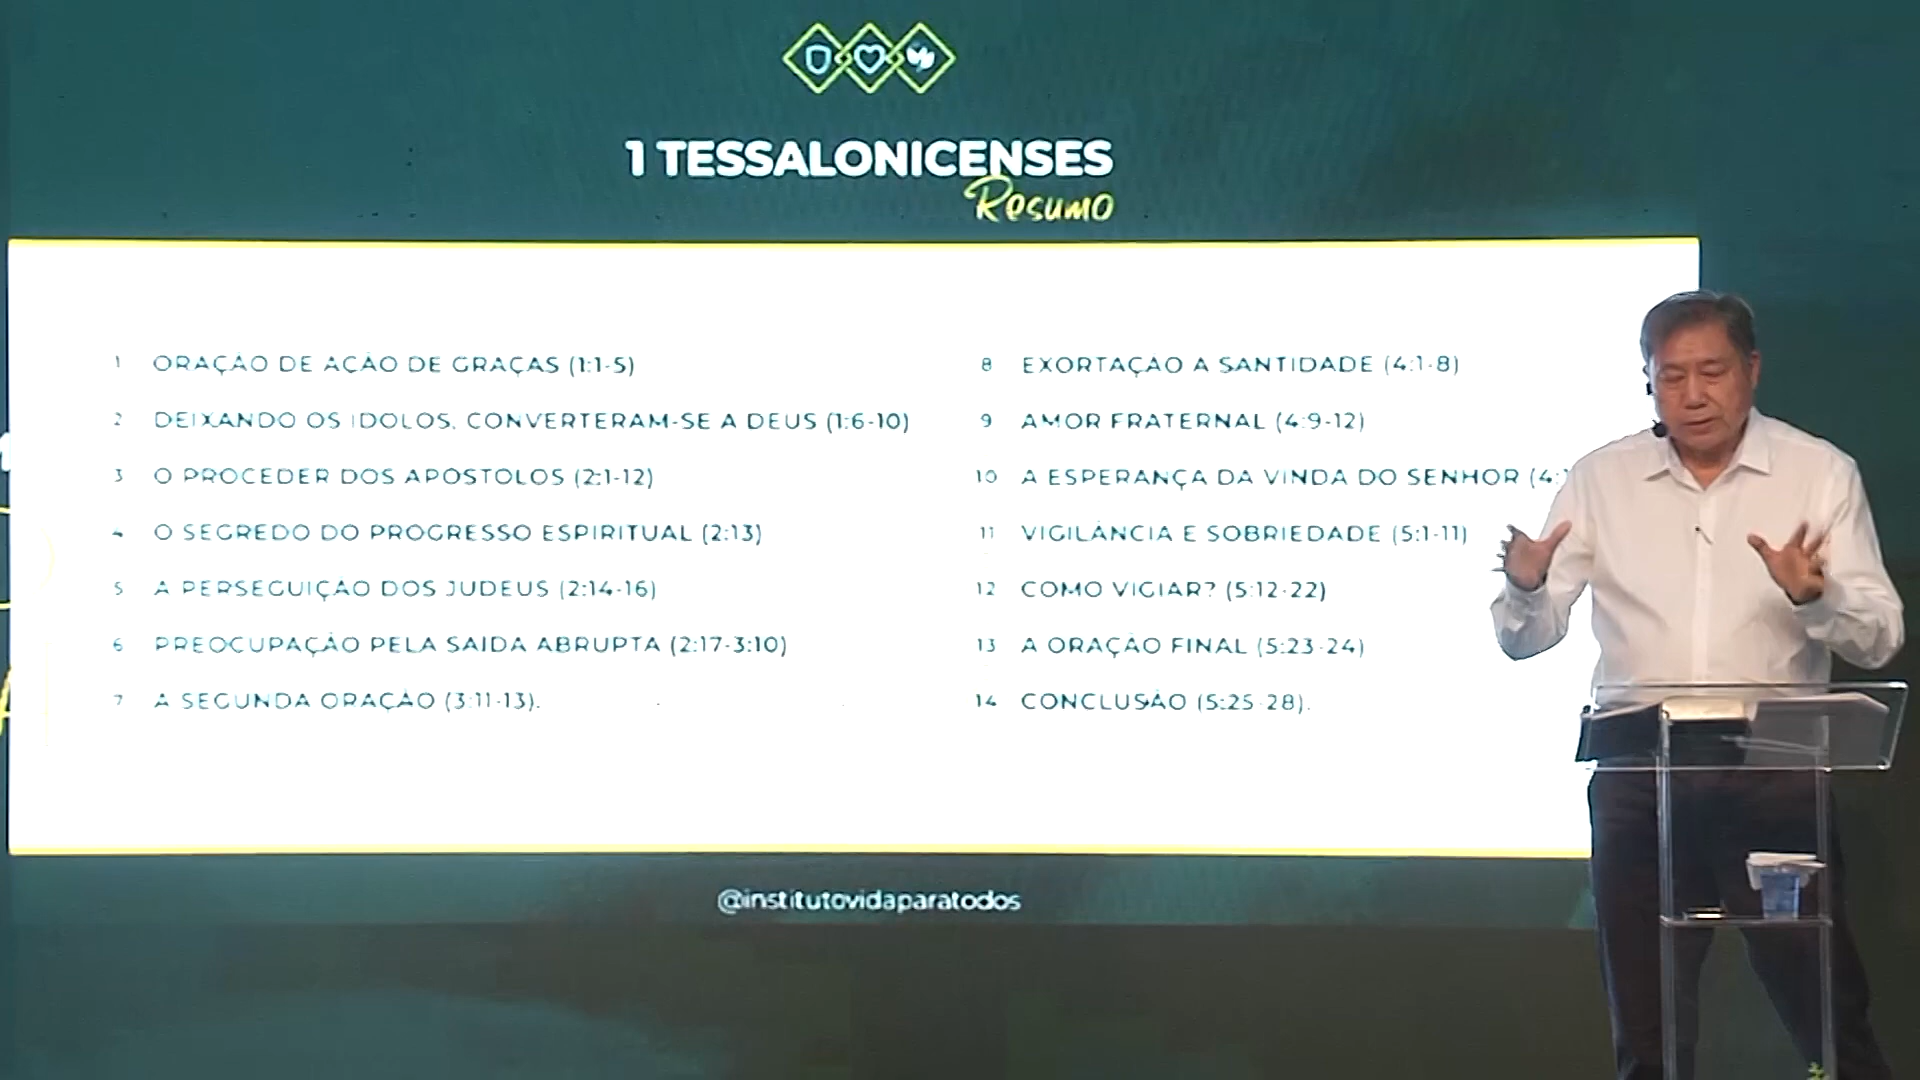 1 TESSALONICENSES
Resumo
1 ORAÇÃO DE AÇÃO DE GRAÇAS (1:1-5)
2 DEIXANDO OS IDOLOS, CONVERTERAM-SE A DEUS (1:6-10)
3 O PROCEDER DOS APOSTOLOS (2:1-12)
4 O SEGREDO DO PROGRESSO ESPIRITUAL (2:13)
5 A PERSEGUIÇÃO DOS JUDEUS (2:14-16)
6 PREOCUPAÇÃO PELA SAIDA ABRUPTA (2:17-3:10)
7 A SEGUNDA ORAÇÃO (3:11-13).
8 EXORTAÇÃO A SANTIDADE (4:1-8)
9 AMOR FRATERNAL (4:9-12)
10 A ESPERANÇA DA VINDA DO SENHOR (4:
11 VIGILÂNCIA E SOBRIEDADE (5:1-11)
12 COMO VIGIAR? (5:12-22)
13 A ORAÇÃO FINAL (5:23-24)
14 CONCLUSÃO (5:25-28).
@institutovidaparatodos